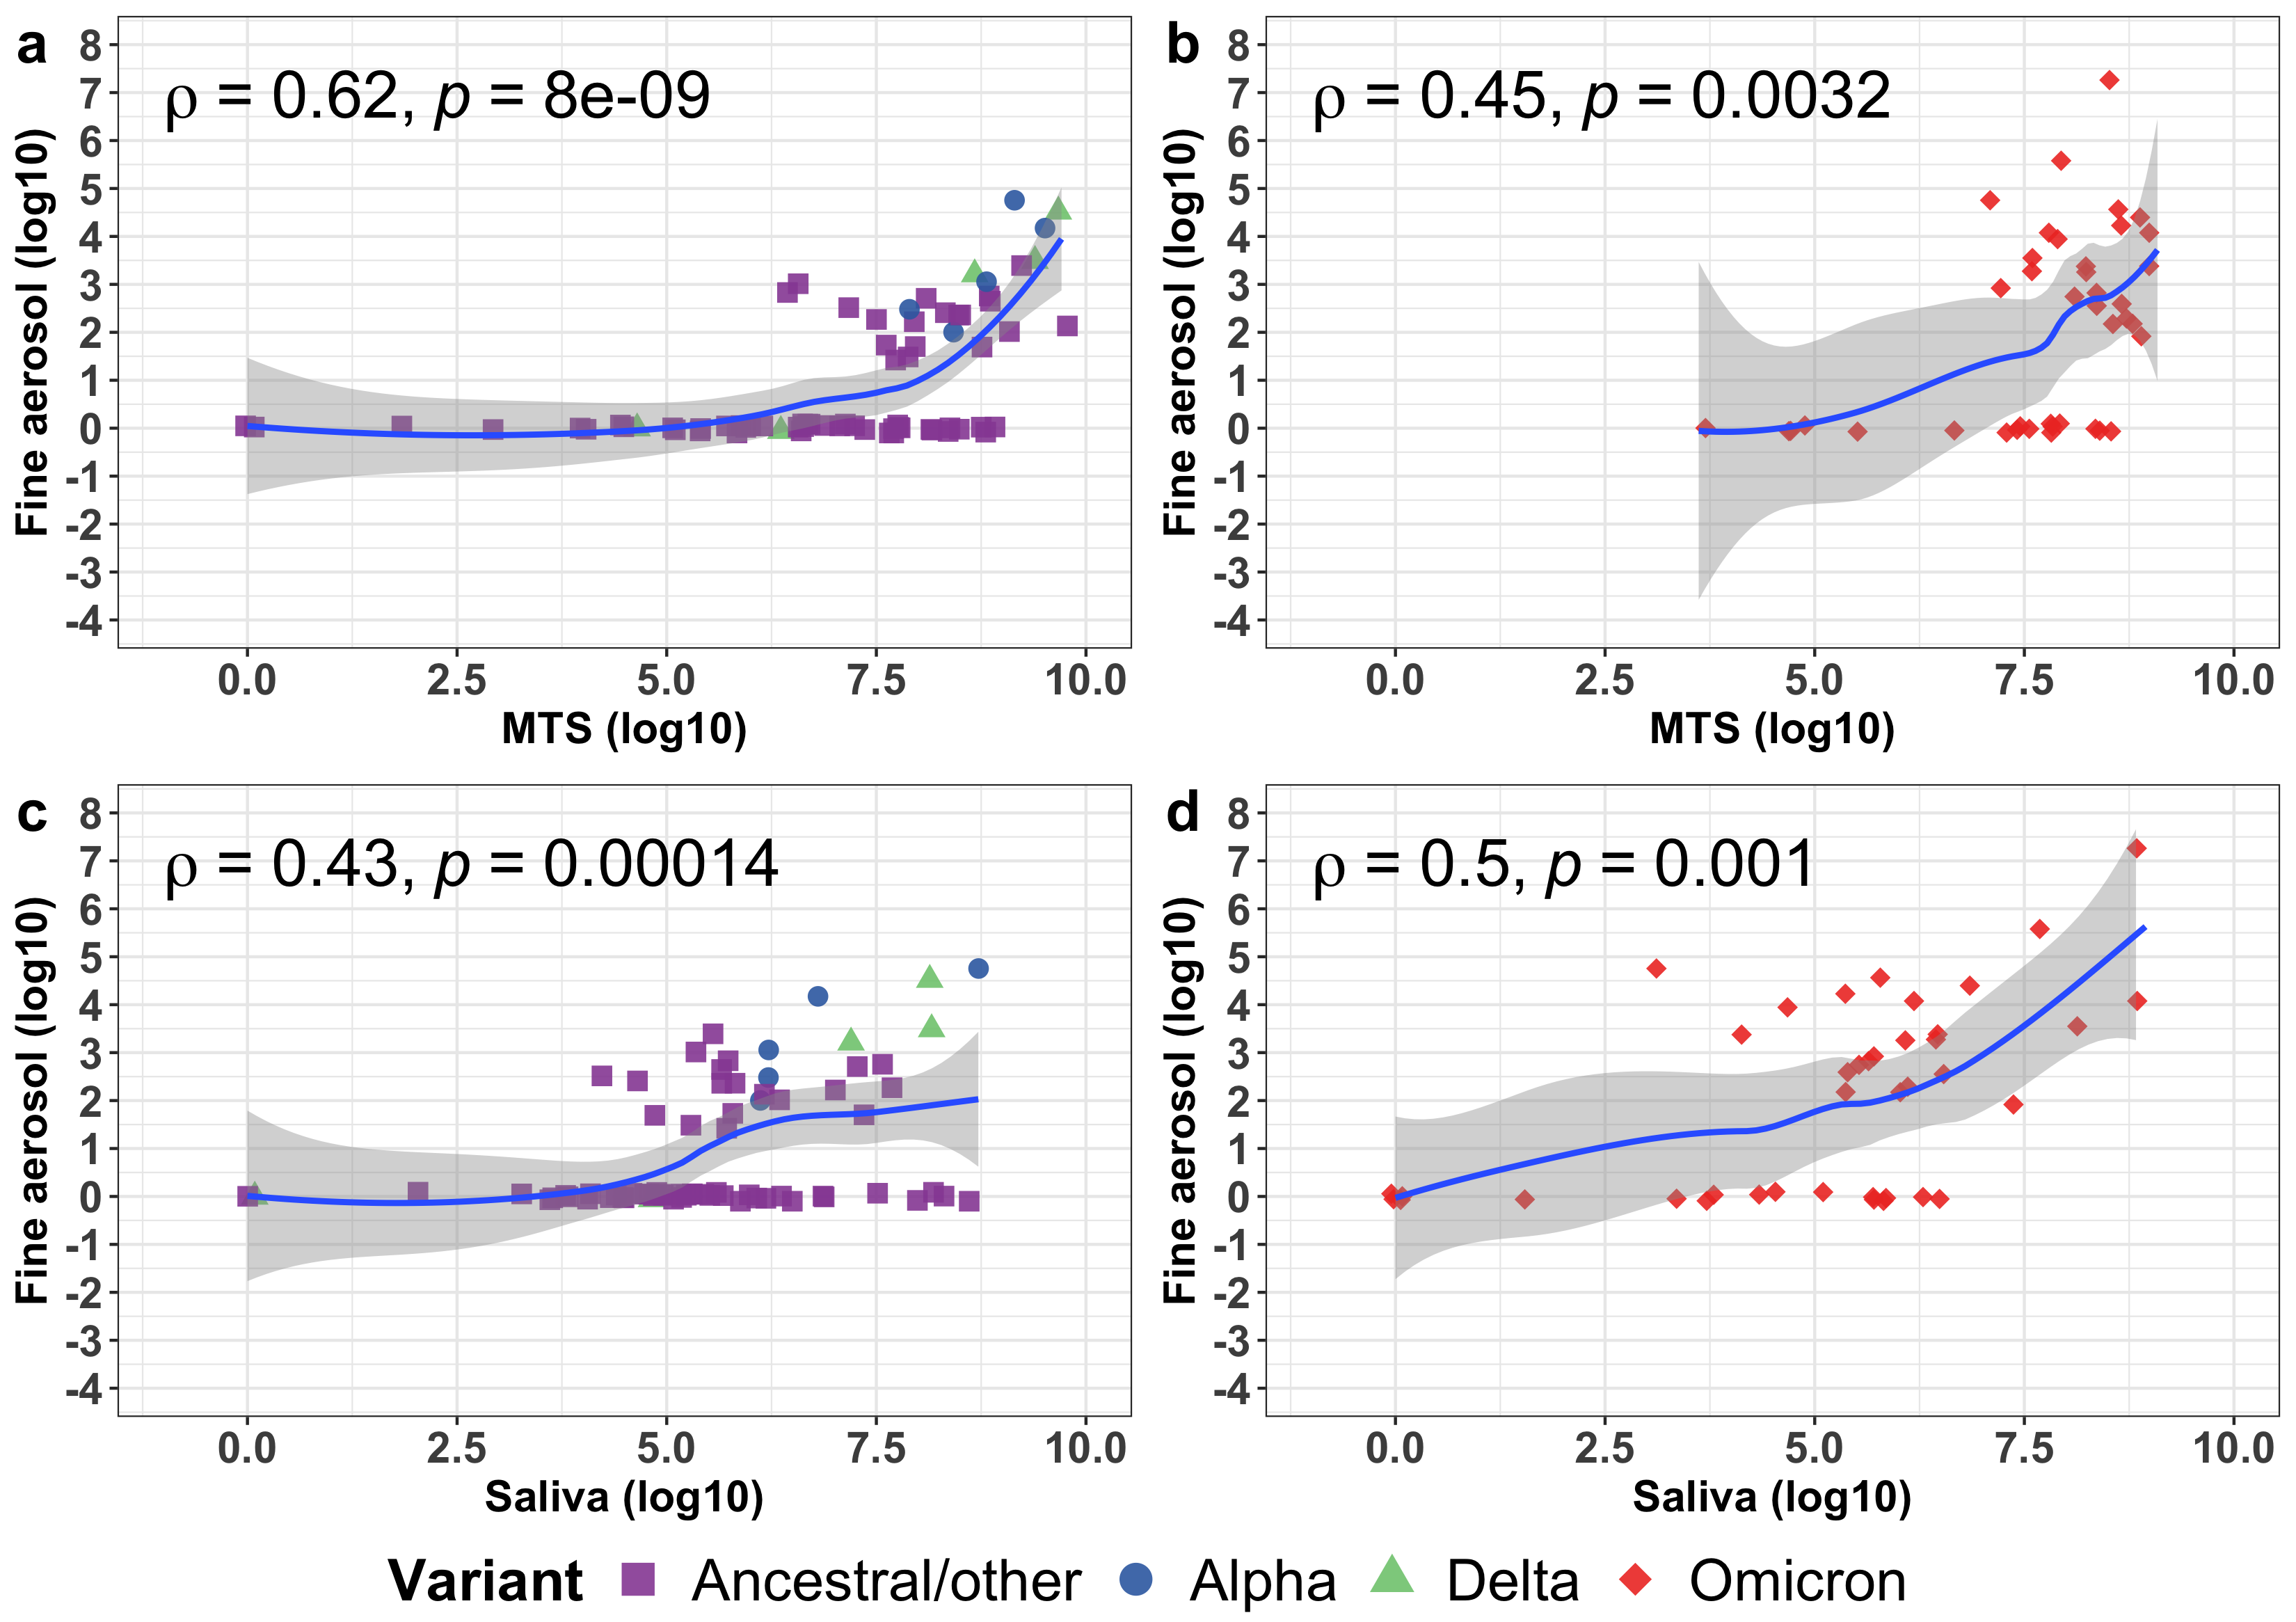 a
ρ = 0.62, p = 8e-09
Fine aerosol (log10)
8
7
6
5
4
3
2
1
0
-1
-2
-3
-4
0.0 2.5 5.0 7.5 10.0
MTS (log10)
b
ρ = 0.45, p = 0.0032
Fine aerosol (log10)
8
7
6
5
4
3
2
1
0
-1
-2
-3
-4
0.0 2.5 5.0 7.5 10.0
MTS (log10)
c
ρ = 0.43, p = 0.00014
Fine aerosol (log10)
8
7
6
5
4
3
2
1
0
-1
-2
-3
-4
0.0 2.5 5.0 7.5 10.0
Saliva (log10)
d
ρ = 0.5, p = 0.001
Fine aerosol (log10)
8
7
6
5
4
3
2
1
0
-1
-2
-3
-4
0.0 2.5 5.0 7.5 10.0
Saliva (log10)
Variant Ancestral/other Alpha Delta Omicron